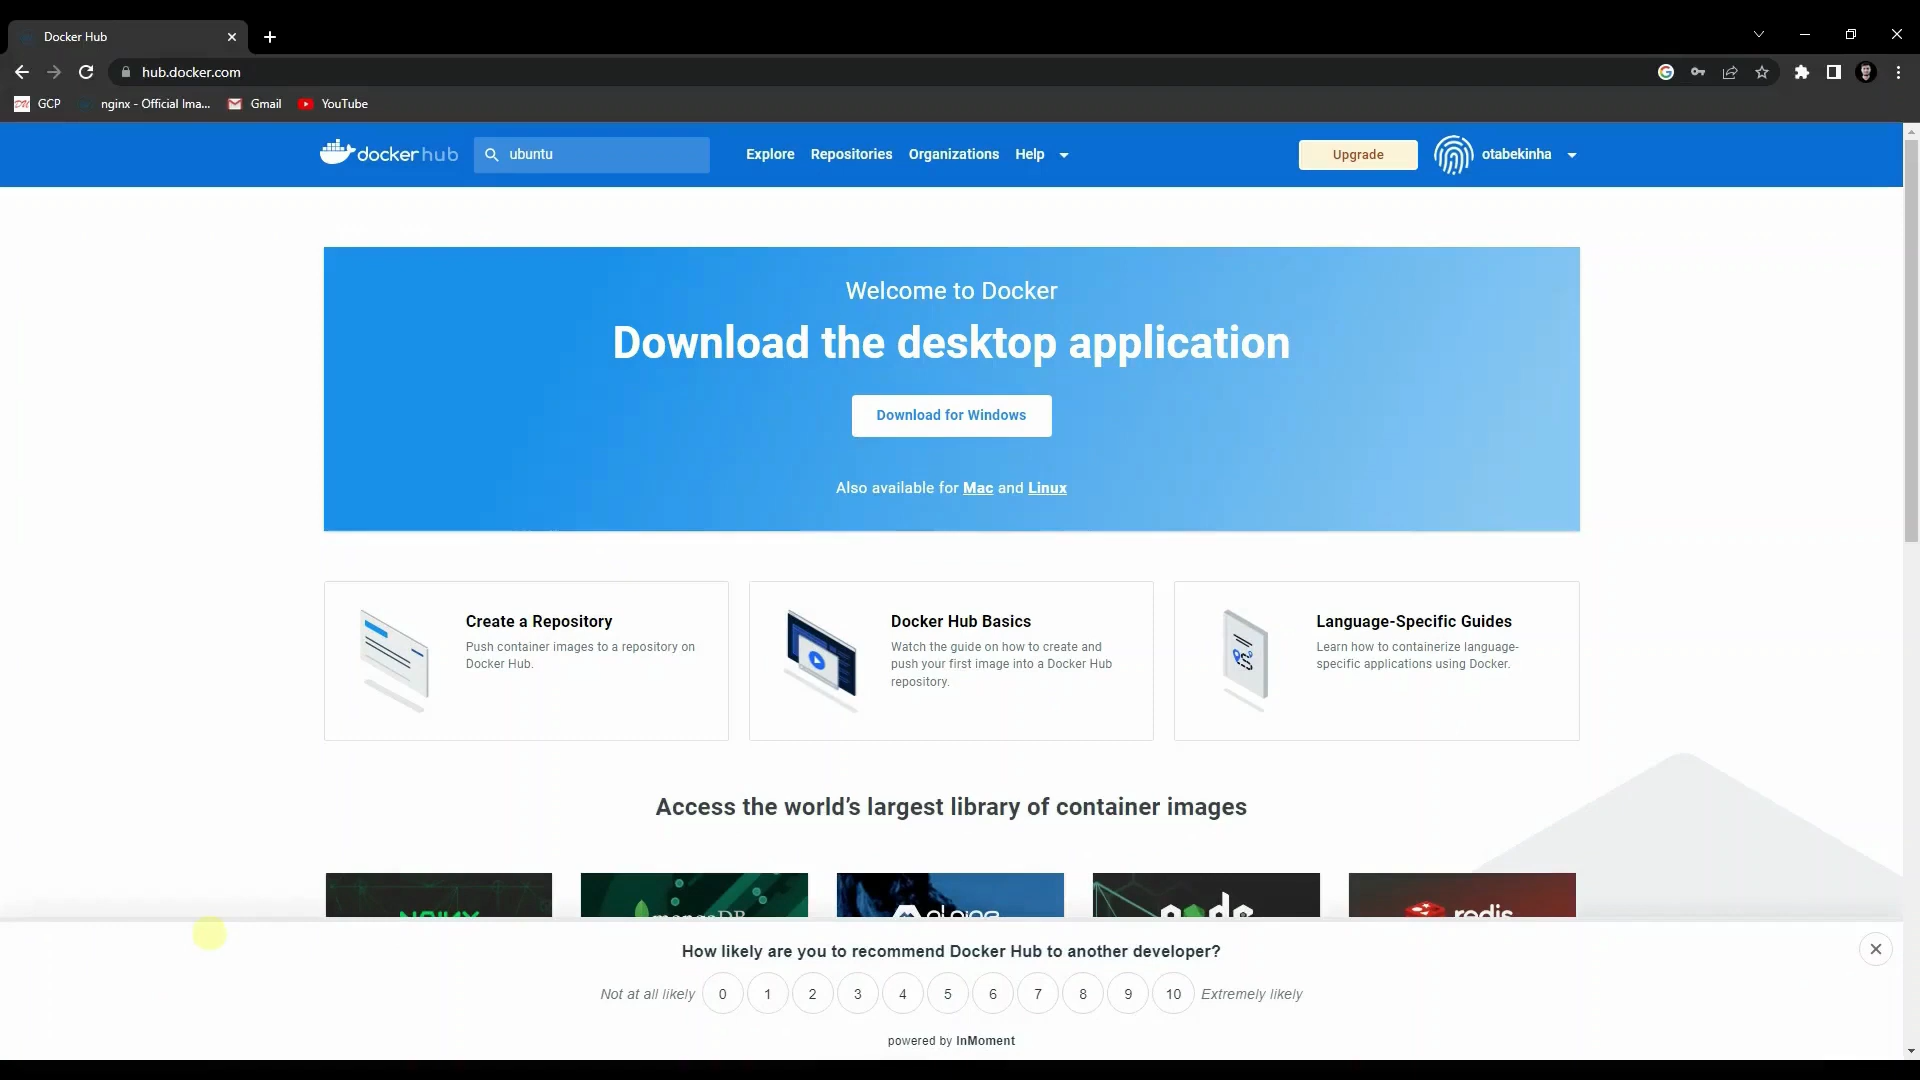 Docker Hub
hub.docker.com
GCP
nginx - Official Ima...
Gmail
YouTube
docker hub
ubuntu
Explore
Repositories
Organizations
Help
Upgrade
otabekinha
Welcome to Docker
Download the desktop application
Download for Windows
Also available for Mac and Linux
Create a Repository
Push container images to a repository on
Docker Hub.
Docker Hub Basics
Watch the guide on how to create and
push your first image into a Docker Hub
repository.
Language-Specific Guides
Learn how to containerize language-
specific applications using Docker.
Access the world’s largest library of container images
redis
How likely are you to recommend Docker Hub to another developer?
Not at all likely 0 1 2 3 4 5 6 7 8 9 10 Extremely likely
powered by InMoment